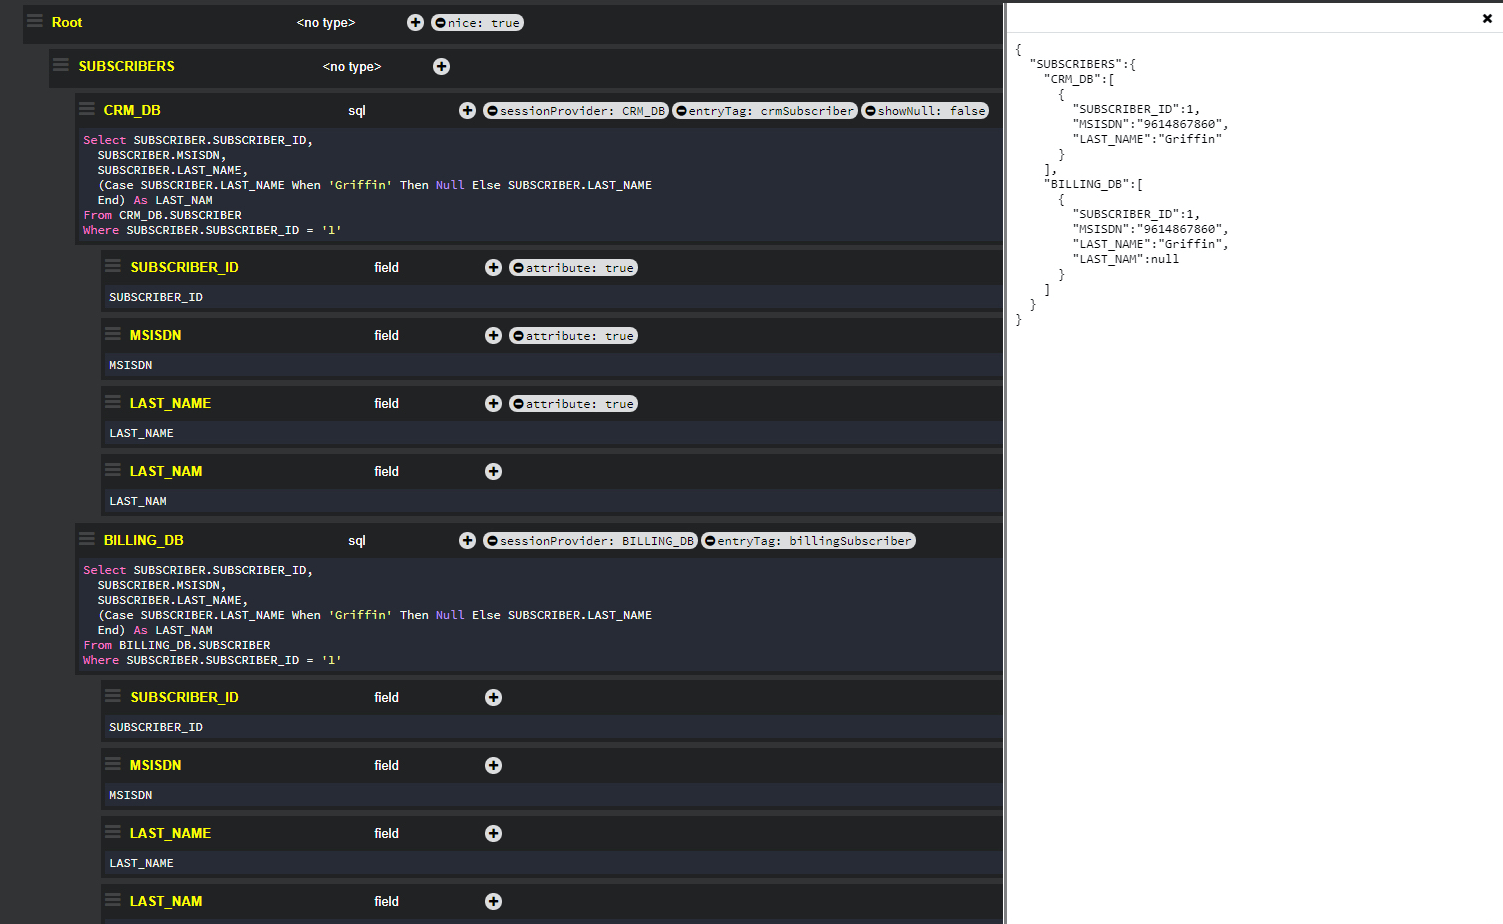 Root <no type> nice: true
SUBSCRIBERS <no type>
CRM_DB sql sessionProvider: CRM_DB entryTag: crmSubscriber showNull: false
Select SUBSCRIBER.SUBSCRIBER_ID,
SUBSCRIBER.MSISDN,
SUBSCRIBER.LAST_NAME,
(Case SUBSCRIBER.LAST_NAME When 'Griffin' Then Null Else SUBSCRIBER.LAST_NAME
End) As LAST_NAM
From CRM_DB.SUBSCRIBER
Where SUBSCRIBER.SUBSCRIBER_ID = '1'
SUBSCRIBER_ID field attribute: true
SUBSCRIBER_ID
MSISDN field attribute: true
MSISDN
LAST_NAME field attribute: true
LAST_NAME
LAST_NAM field
LAST_NAM
BILLING_DB sql sessionProvider: BILLING_DB entryTag: billingSubscriber
Select SUBSCRIBER.SUBSCRIBER_ID,
SUBSCRIBER.MSISDN,
SUBSCRIBER.LAST_NAME,
(Case SUBSCRIBER.LAST_NAME When 'Griffin' Then Null Else SUBSCRIBER.LAST_NAME
End) As LAST_NAM
From BILLING_DB.SUBSCRIBER
Where SUBSCRIBER.SUBSCRIBER_ID = '1'
SUBSCRIBER_ID field
SUBSCRIBER_ID
MSISDN field
MSISDN
LAST_NAME field
LAST_NAME
LAST_NAM field
{
"SUBSCRIBERS":{
"CRM_DB":[
{
"SUBSCRIBER_ID":1,
"MSISDN":"9614867860",
"LAST_NAME":"Griffin"
}
],
"BILLING_DB":[
{
"SUBSCRIBER_ID":1,
"MSISDN":"9614867860",
"LAST_NAME":"Griffin",
"LAST_NAM":null
}
]
}
}